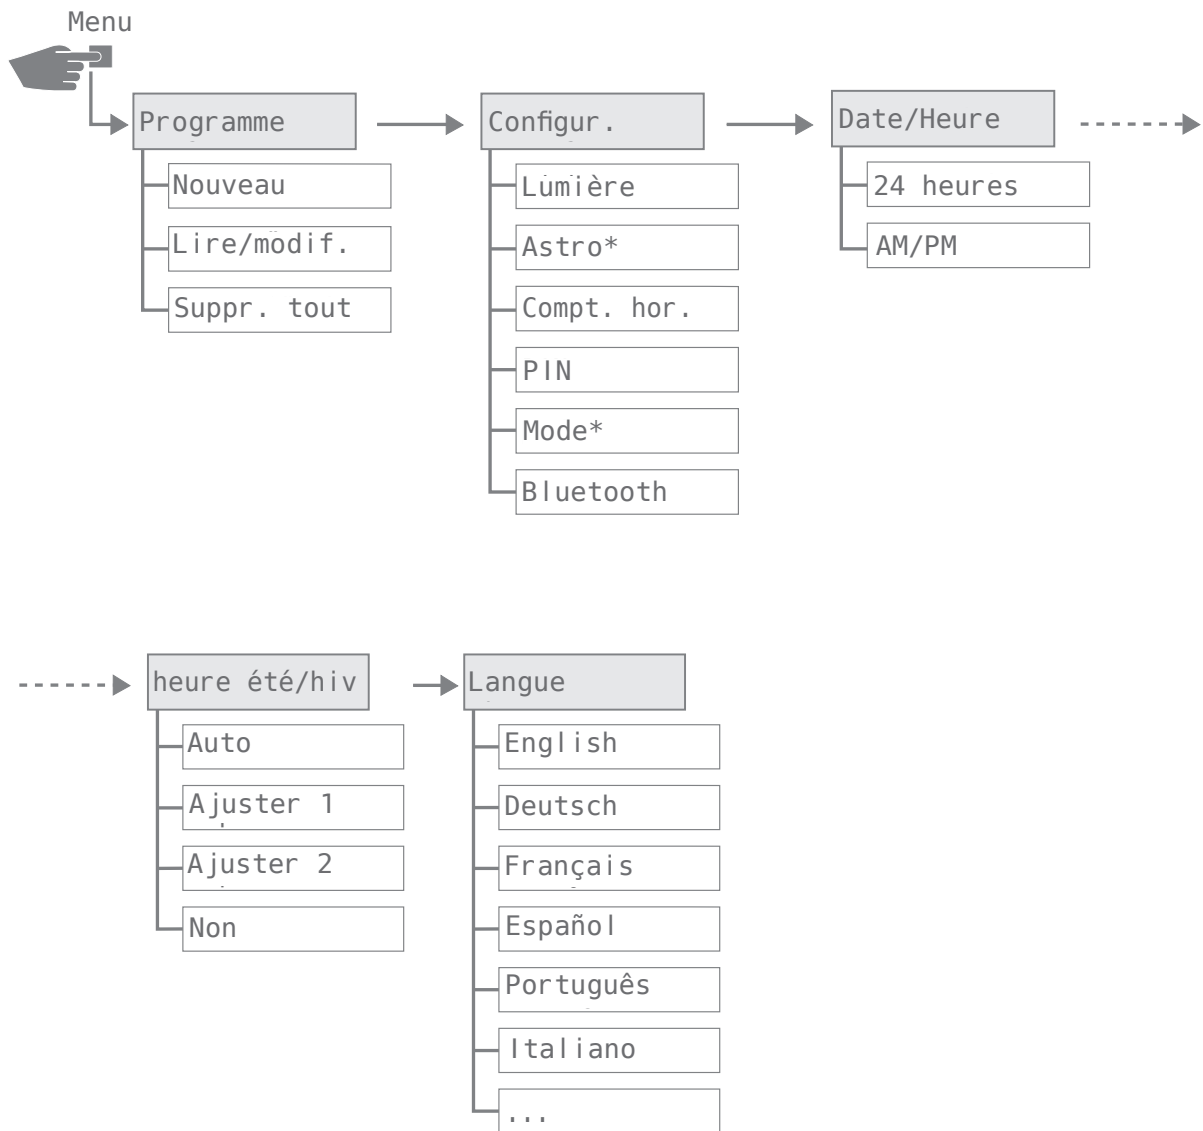 Menu
Programme
Nouveau
Lire/modif.
Suppr. tout
Configur.
Lumière
Astro*
Compt. hor.
PIN
Mode*
Bluetooth
Date/Heure
24 heures
AM/PM
heure été/hiv
Auto
Ajuster 1
Ajuster 2
Non
Langue
English
Deutsch
Français
Español
Português
Italiano
...